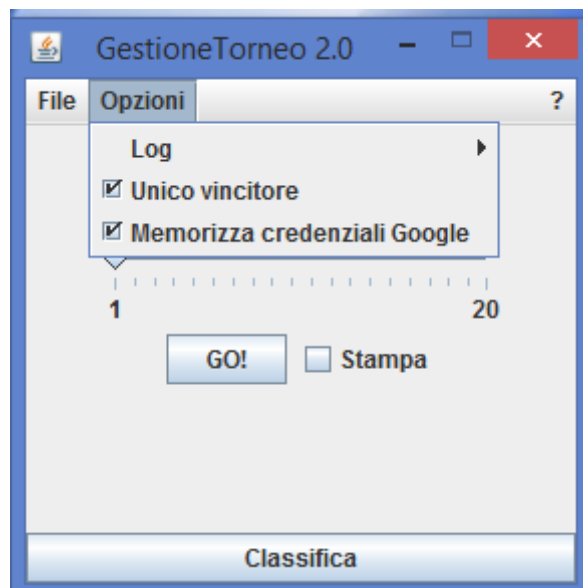 GestioneTorneo 2.0
File Opzioni ?
Log
Unico vincitore
Memorizza credenziali Google
1 20
GO! Stampa
Classifica